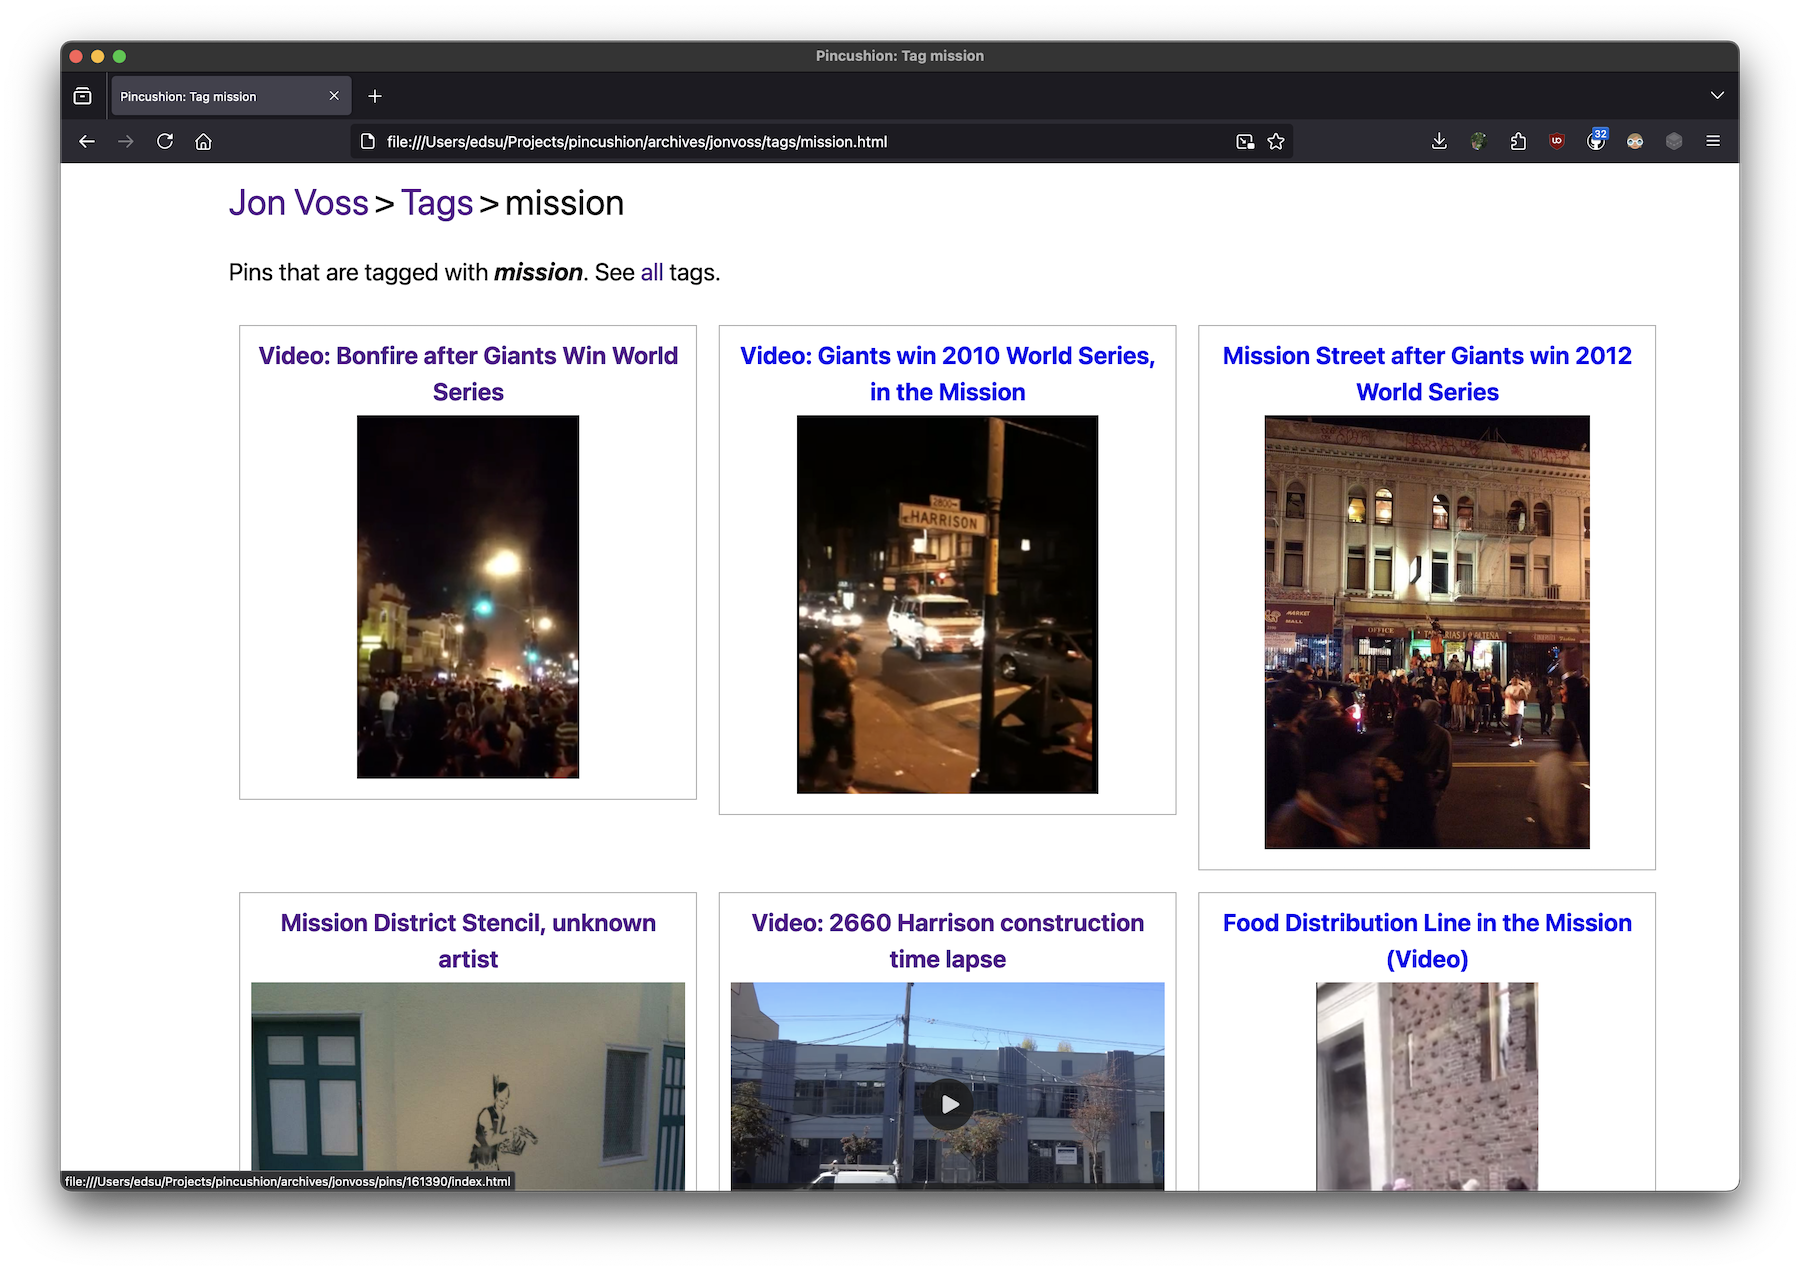 Pincushion: Tag mission
Pincushion: Tag mission
file:///Users/edsu/Projects/pincushion/archives/jonvoss/tags/mission.html
32
Jon Voss > Tags > mission
Pins that are tagged with mission. See all tags.
Video: Bonfire after Giants Win World
Series
Video: Giants win 2010 World Series,
in the Mission
2800
HARRISON
Mission Street after Giants win 2012
World Series
MARKET
MALL
OFFICE
Mission District Stencil, unknown
artist
Video: 2660 Harrison construction
time lapse
Food Distribution Line in the Mission
(Video)
file:///Users/edsu/Projects/pincushion/archives/jonvoss/pins/161390/index.html